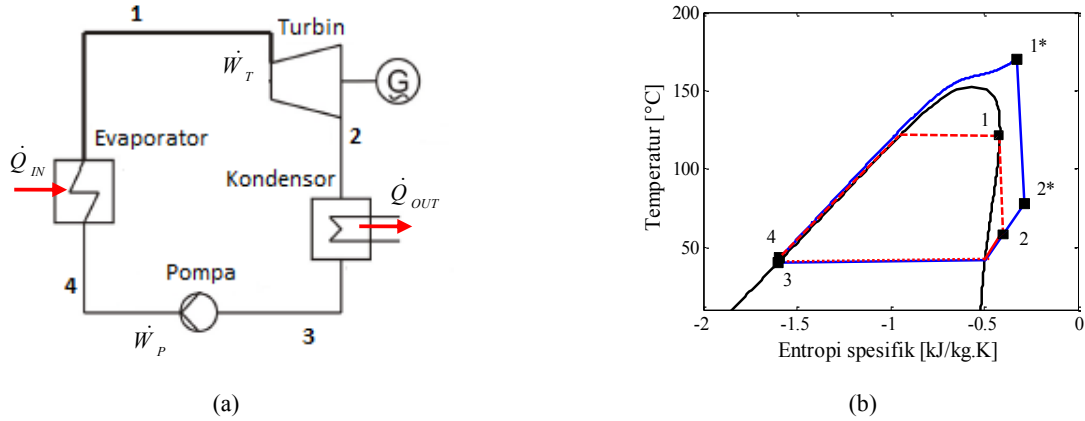 1
Turbin
Ẇ_T
G
2
Evaporator
Q̇_IN
Kondensor
Q̇_OUT
4
Pompa
Ẇ_P
3
(a)
200
150
100
50
Temperatur [°C]
1*
1
2*
2
4
3
-2
-1.5
-1
-0.5
0
Entropi spesifik [kJ/kg.K]
(b)